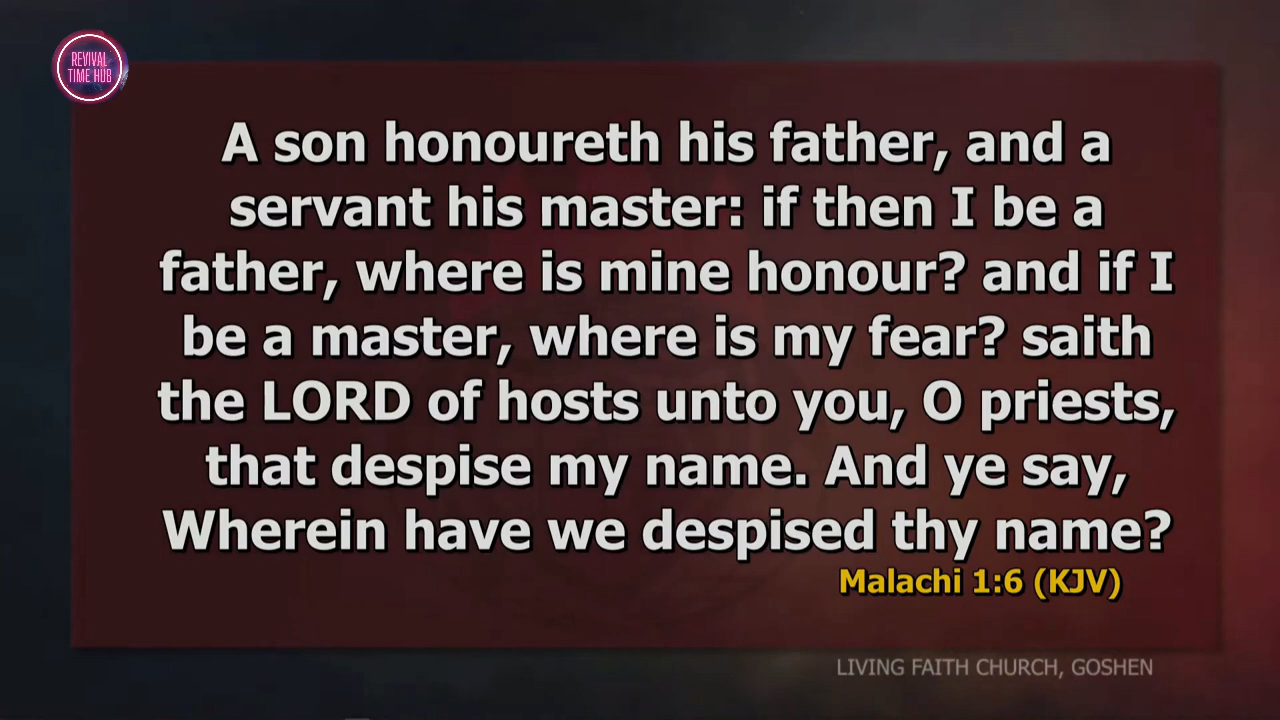 REVIVAL
TIME HUB
A son honoureth his father, and a
servant his master: if then I be a
father, where is mine honour? and if I
be a master, where is my fear? saith
the LORD of hosts unto you, O priests,
that despise my name. And ye say,
Wherein have we despised thy name?
Malachi 1:6 (KJV)
LIVING FAITH CHURCH, GOSHEN